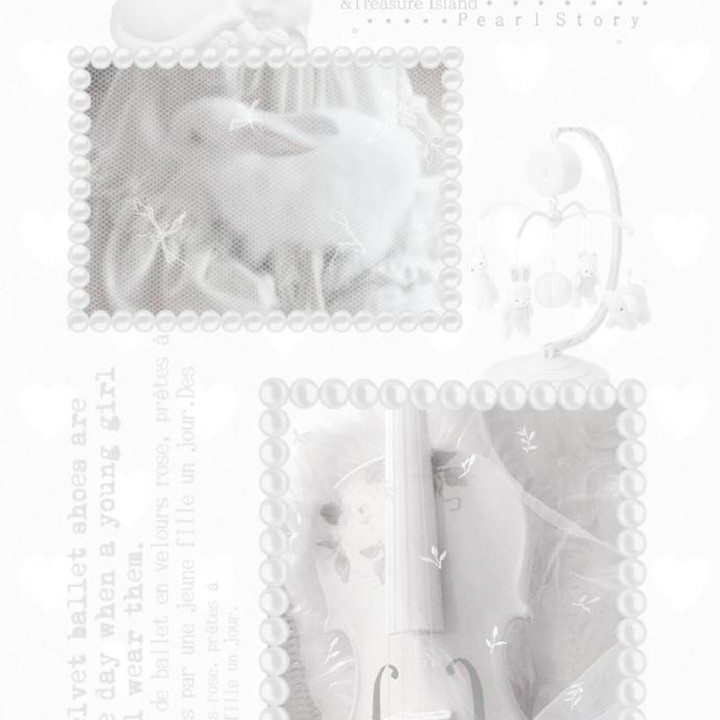 &Treasure Island
Pearl Story
lvet ballet shoes are
e day when a young girl
l wear them.
de ballet en velours rose, prêtes à
s par une jeune fille un jour.Des
s rose, prêtes à
fille un jour.